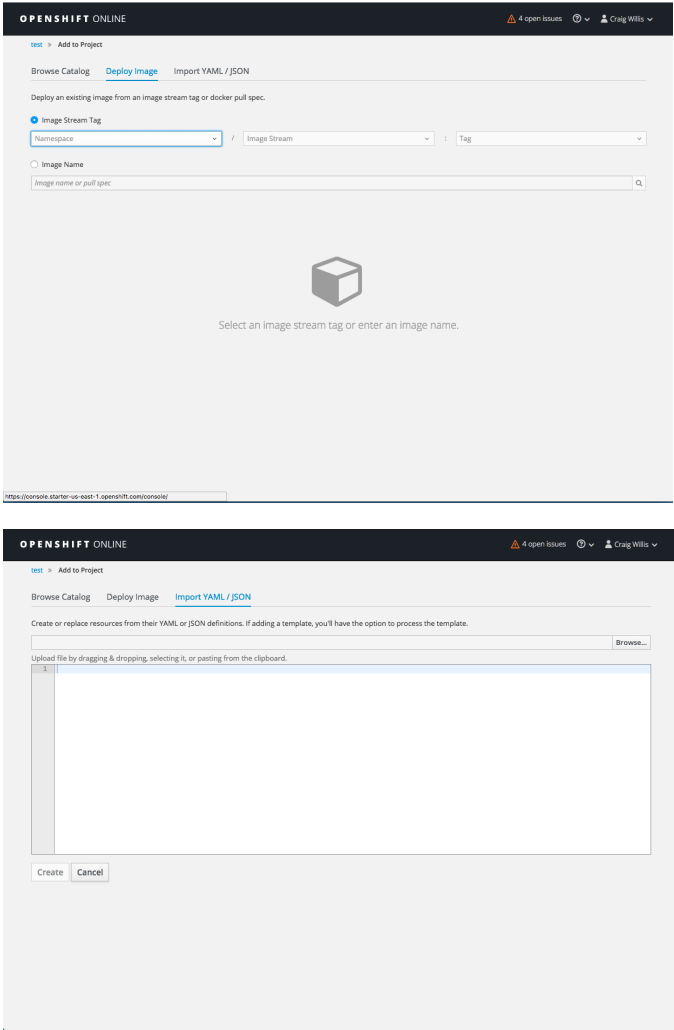 OPENSHIFT ONLINE 4 open issues Craig Willis
test » Add to Project
Browse Catalog Deploy Image Import YAML / JSON
Deploy an existing image from an image stream tag or docker pull spec.
Image Stream Tag
Namespace / Image Stream : Tag
Image Name
Image name or pull spec
Select an image stream tag or enter an image name.
https://console.starter-us-east-1.openshift.com/console/
OPENSHIFT ONLINE 4 open issues Craig Willis
test » Add to Project
Browse Catalog Deploy Image Import YAML / JSON
Create or replace resources from their YAML or JSON definitions. If adding a template, you'll have the option to process the template.
Browse...
Upload file by dragging & dropping, selecting it, or pasting from the clipboard.
1
Create Cancel